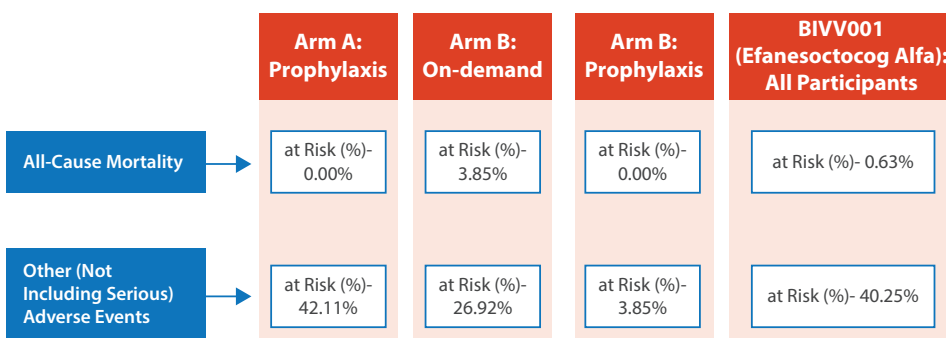 Arm A:
Prophylaxis
Arm B:
On-demand
Arm B:
Prophylaxis
BIVV001
(Efanesoctocog Alfa):
All Participants
All-Cause Mortality
at Risk (%)-
0.00%
at Risk (%)-
3.85%
at Risk (%)-
0.00%
at Risk (%)- 0.63%
Other (Not
Including Serious)
Adverse Events
at Risk (%)-
42.11%
at Risk (%)-
26.92%
at Risk (%)-
3.85%
at Risk (%)- 40.25%